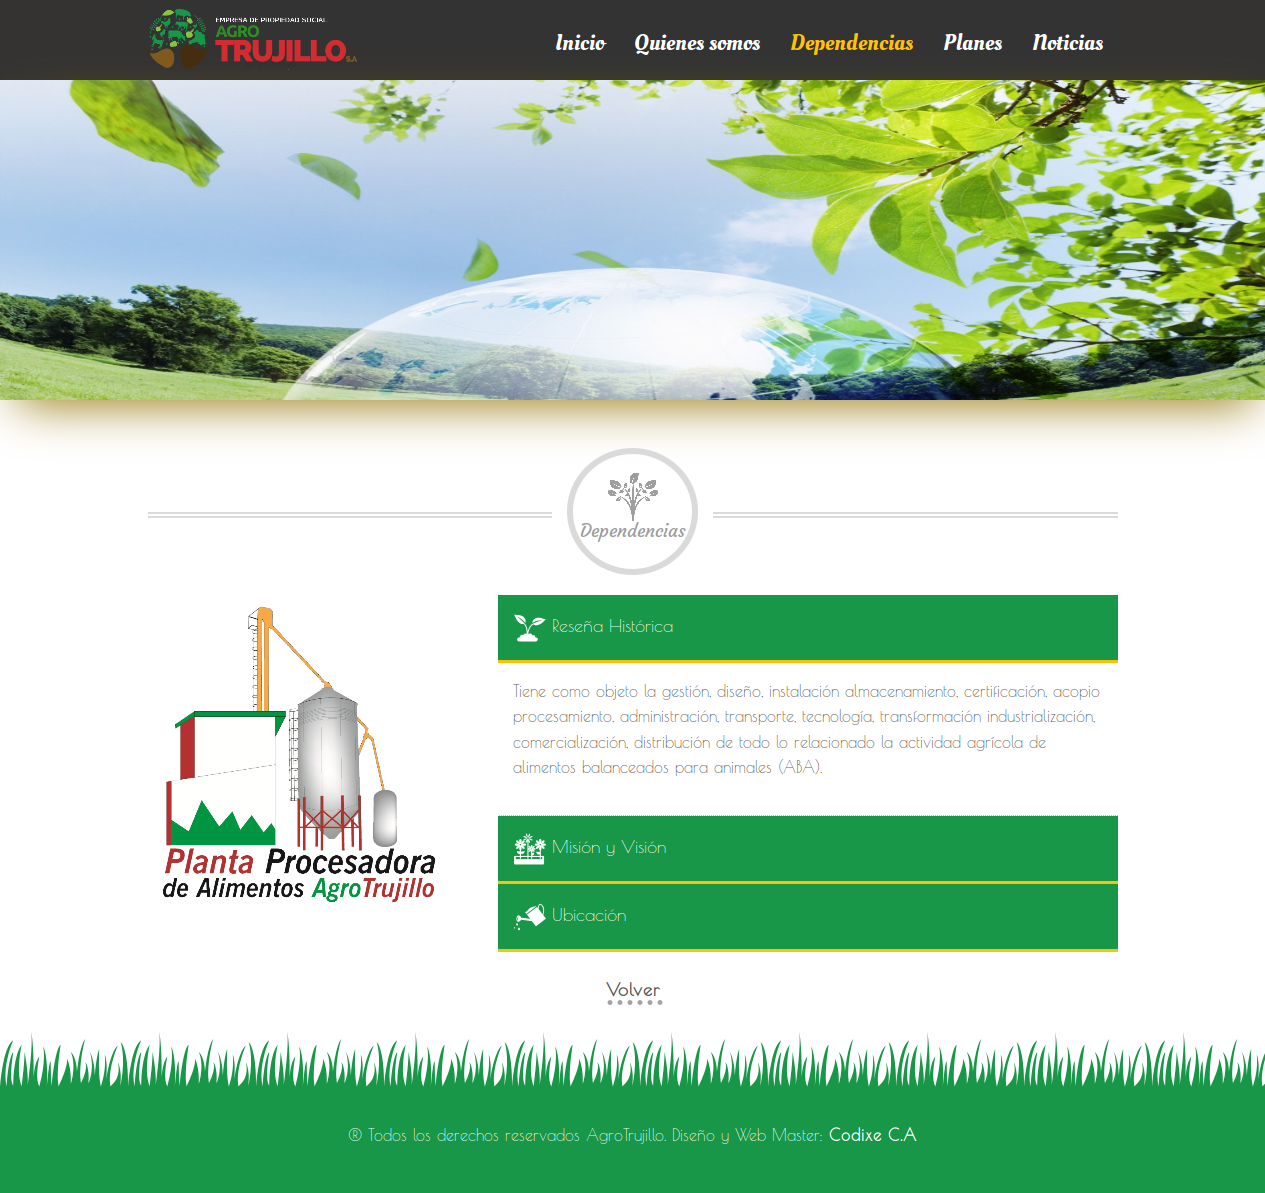 EMPRESA DE PROPIEDAD SOCIAL
AGRO
TRUJILLO S.A
Inicio Quienes somos Dependencias Planes Noticias
Dependencias
Planta Procesadora
de Alimentos AgroTrujillo
Reseña Histórica
Tiene como objeto la gestión, diseño, instalación almacenamiento, certificación, acopio
procesamiento, administración, transporte, tecnología, transformación industrialización,
comercialización, distribución de todo lo relacionado la actividad agrícola de
alimentos balanceados para animales (ABA).
Misión y Visión
Ubicación
Volver
® Todos los derechos reservados AgroTrujillo. Diseño y Web Master: Codixe C.A